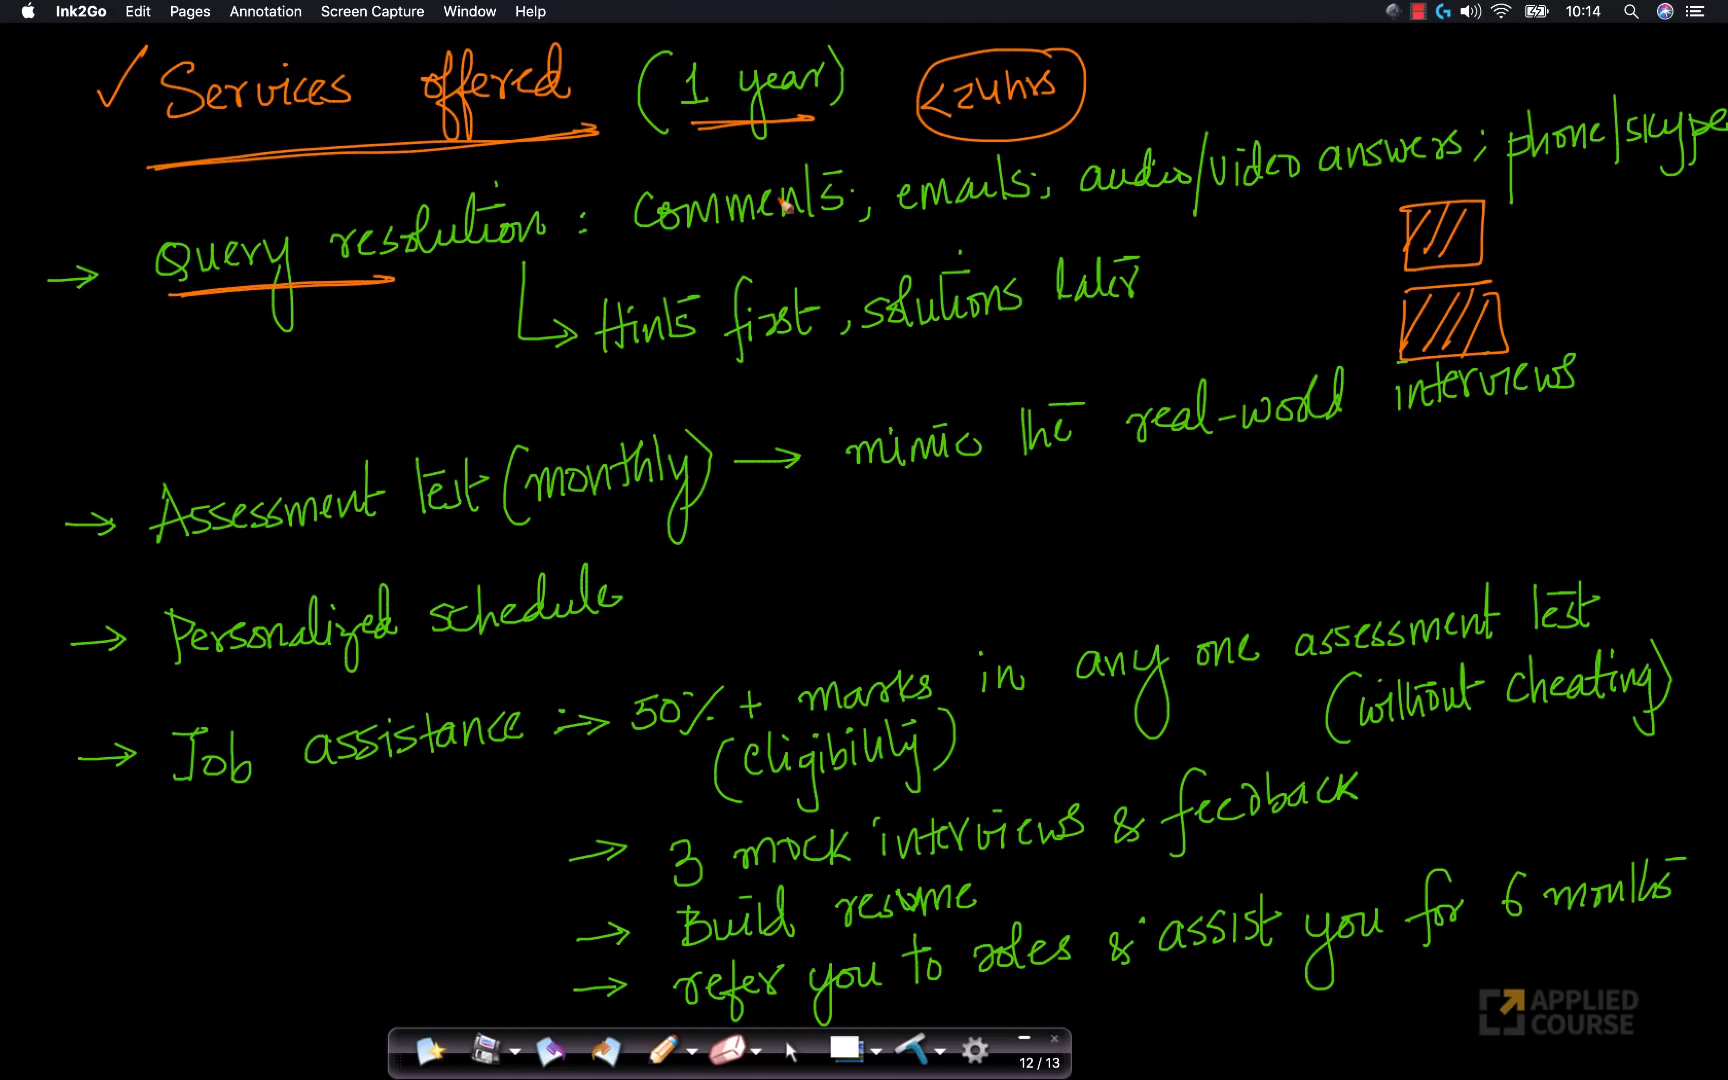 Ink2Go Edit Pages Annotation Screen Capture Window Help 10:14
✓ Services offered (1 year) <24hrs
→ Query resolution : comments; emails; audio/video answers; phone/skype
→ Hints first, solutions later
→ Assessment test (monthly) → mimic the real-world interviews
→ Personalized schedule
→ Job assistance :→ 50% + marks in any one assessment test
(eligibility) (without cheating)
→ 3 mock interviews & feedback
→ Build resume
→ refer you to roles & assist you for 6 months
APPLIED
COURSE
12 / 13